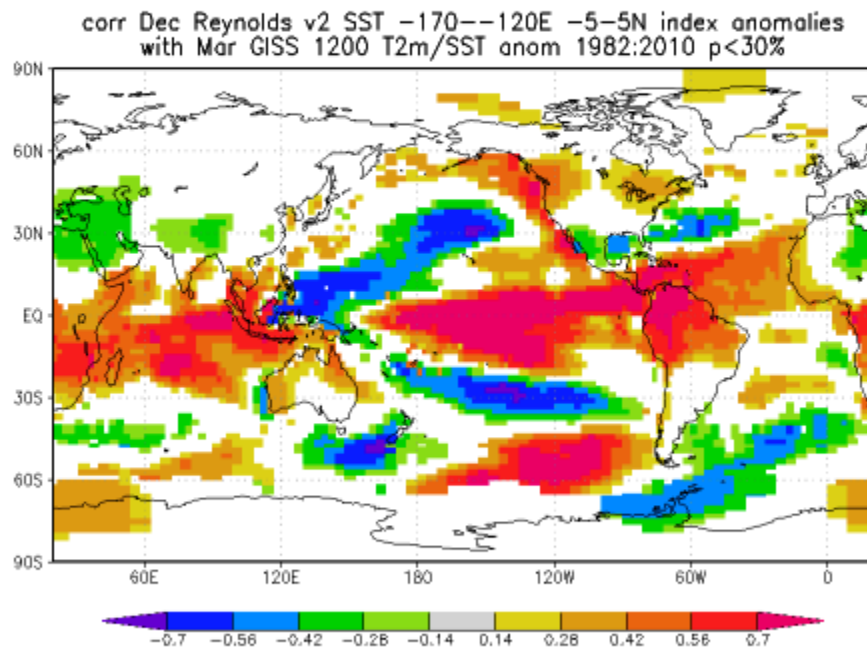 corr Dec Reynolds v2 SST -170--120E -5-5N index anomalies
with Mar GISS 1200 T2m/SST anom 1982:2010 p<30%
90N
60N
30N
EQ
30S
60S
90S
60E 120E 180 120W 60W 0
-0.7 -0.56 -0.42 -0.28 -0.14 0.14 0.28 0.42 0.56 0.7